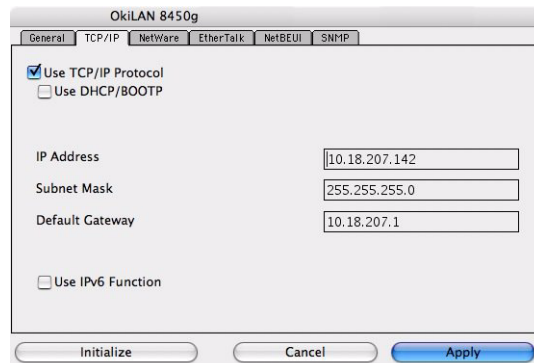 OkiLAN 8450g
General TCP/IP NetWare EtherTalk NetBEUI SNMP
Use TCP/IP Protocol
Use DHCP/BOOTP
IP Address 10.18.207.142
Subnet Mask 255.255.255.0
Default Gateway 10.18.207.1
Use IPv6 Function
Initialize Cancel Apply